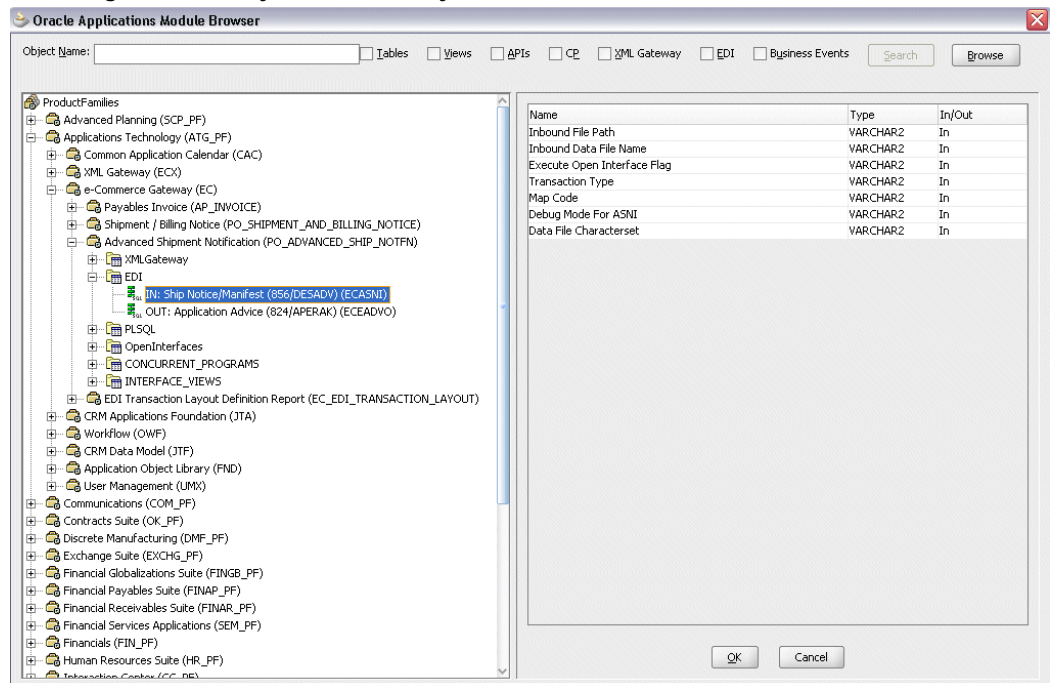 Oracle Applications Module Browser
Object Name: Tables Views APIs CP XML Gateway EDI Business Events Search Browse
ProductFamilies
Advanced Planning (SCP_PF)
Applications Technology (ATG_PF)
Common Application Calendar (CAC)
XML Gateway (ECX)
e-Commerce Gateway (EC)
Payables Invoice (AP_INVOICE)
Shipment / Billing Notice (PO_SHIPMENT_AND_BILLING_NOTICE)
Advanced Shipment Notification (PO_ADVANCED_SHIP_NOTFN)
XMLGateway
EDI
IN: Ship Notice/Manifest (856/DESADV) (ECASNI)
OUT: Application Advice (824/APERAK) (ECEADVO)
PLSQL
OpenInterfaces
CONCURRENT_PROGRAMS
INTERFACE_VIEWS
EDI Transaction Layout Definition Report (EC_EDI_TRANSACTION_LAYOUT)
CRM Applications Foundation (JTA)
Workflow (OWF)
CRM Data Model (JTF)
Application Object Library (FND)
User Management (UMX)
Communications (COM_PF)
Contracts Suite (OK_PF)
Discrete Manufacturing (DMF_PF)
Exchange Suite (EXCHG_PF)
Financial Globalizations Suite (FINGB_PF)
Financial Payables Suite (FINAP_PF)
Financial Receivables Suite (FINAR_PF)
Financial Services Applications (SEM_PF)
Financials (FIN_PF)
Human Resources Suite (HR_PF)
Interaction Center (CC_PF)
Name Type In/Out
Inbound File Path VARCHAR2 In
Inbound Data File Name VARCHAR2 In
Execute Open Interface Flag VARCHAR2 In
Transaction Type VARCHAR2 In
Map Code VARCHAR2 In
Debug Mode For ASNI VARCHAR2 In
Data File Characterset VARCHAR2 In
OK Cancel